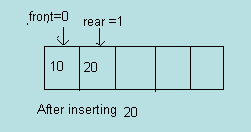 front=0
rear =1
10 20
After inserting 20